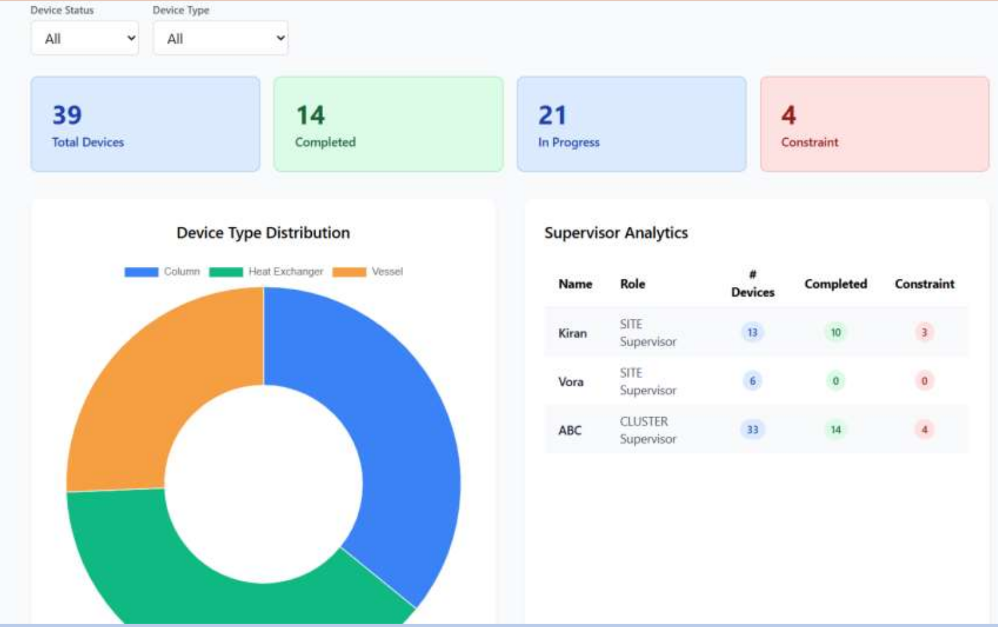 Device Status
Device Type
All
All
39
Total Devices
14
Completed
21
In Progress
4
Constraint
Device Type Distribution
Column
Heat Exchanger
Vessel
Supervisor Analytics
Name
Role
#
Devices
Completed
Constraint
Kiran
SITE
Supervisor
13
10
3
Vora
SITE
Supervisor
6
0
0
ABC
CLUSTER
Supervisor
33
14
4